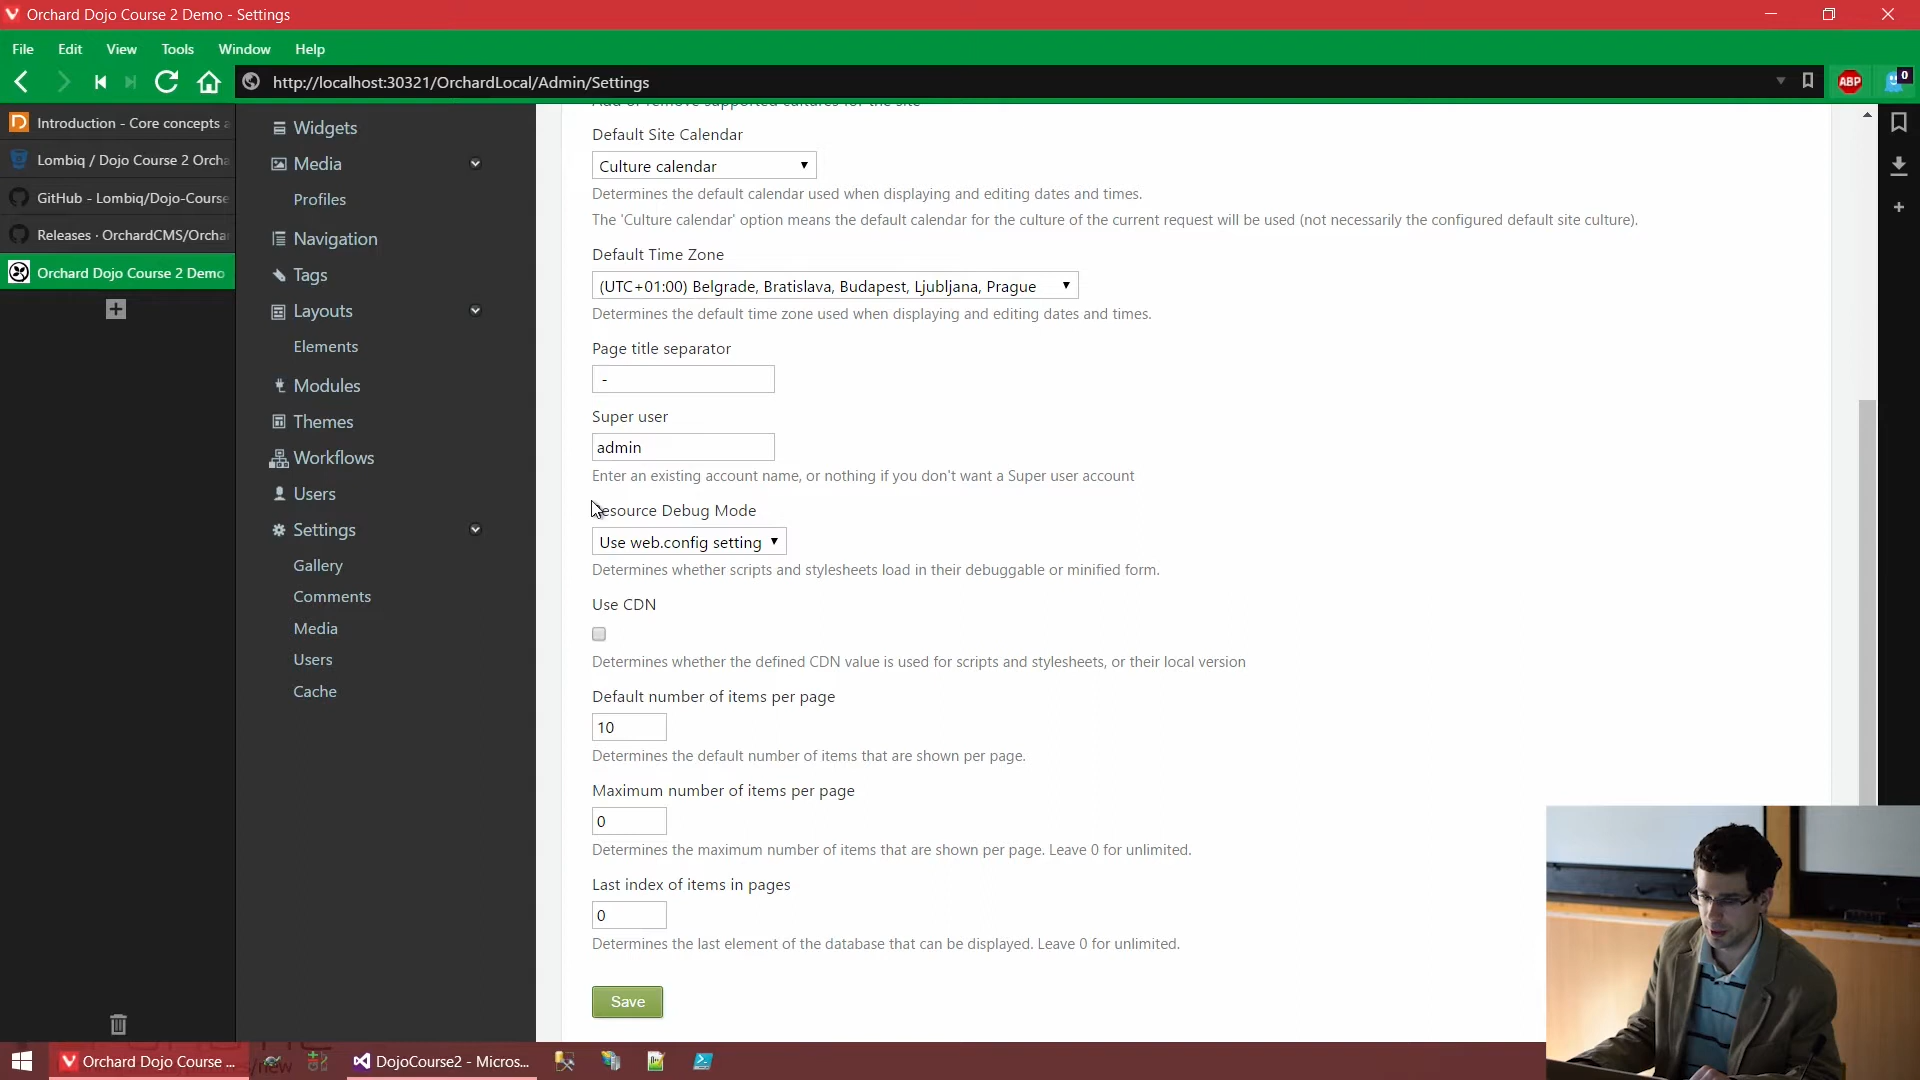 Orchard Dojo Course 2 Demo - Settings
File Edit View Tools Window Help
http://localhost:30321/OrchardLocal/Admin/Settings
ABP
0
Introduction - Core concepts a
Lombiq / Dojo Course 2 Orcha
GitHub - Lombiq/Dojo-Course
Releases · OrchardCMS/Orchar
Orchard Dojo Course 2 Demo
Widgets
Media
Profiles
Navigation
Tags
Layouts
Elements
Modules
Themes
Workflows
Users
Settings
Gallery
Comments
Media
Users
Cache
Add or remove supported cultures for the site
Default Site Calendar
Culture calendar
Determines the default calendar used when displaying and editing dates and times.
The 'Culture calendar' option means the default calendar for the culture of the current request will be used (not necessarily the configured default site culture).
Default Time Zone
(UTC+01:00) Belgrade, Bratislava, Budapest, Ljubljana, Prague
Determines the default time zone used when displaying and editing dates and times.
Page title separator
-
Super user
admin
Enter an existing account name, or nothing if you don't want a Super user account
Resource Debug Mode
Use web.config setting
Determines whether scripts and stylesheets load in their debuggable or minified form.
Use CDN
Determines whether the defined CDN value is used for scripts and stylesheets, or their local version
Default number of items per page
10
Determines the default number of items that are shown per page.
Maximum number of items per page
0
Determines the maximum number of items that are shown per page. Leave 0 for unlimited.
Last index of items in pages
0
Determines the last element of the database that can be displayed. Leave 0 for unlimited.
Save
Orchard Dojo Course ...
DojoCourse2 - Micros...